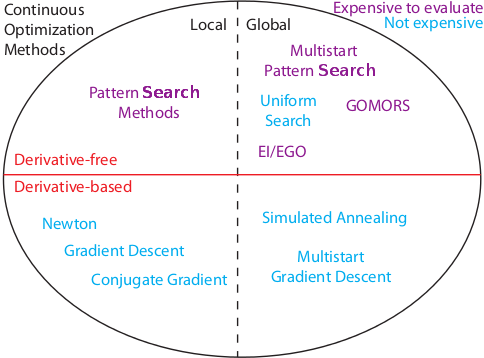 Continuous
Optimization
Methods
Local
Global
Expensive to evaluate
Not expensive
Multistart
Pattern Search
Pattern Search
Methods
Uniform
Search
GOMORS
EI/EGO
Derivative-free
Derivative-based
Newton
Gradient Descent
Conjugate Gradient
Simulated Annealing
Multistart
Gradient Descent